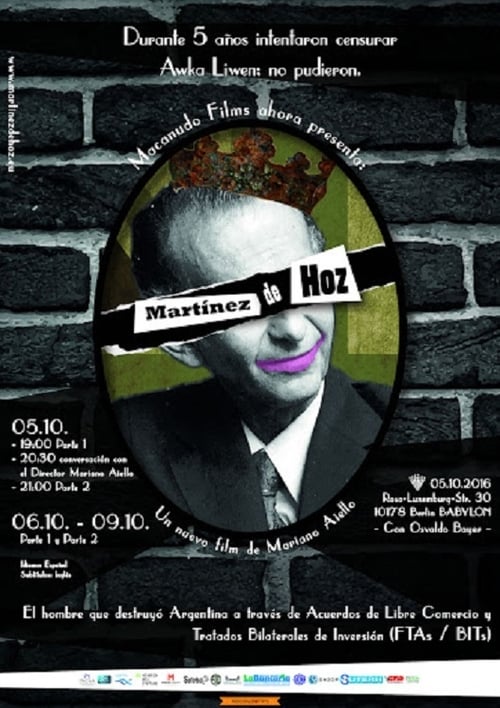 Durante 5 años intentaron censurar
Awka Liwen: no pudieron.
www.martinezdehoz.eu
Macanudo Films ahora presenta:
Martínez de Hoz
05.10.
- 19:00 Parte 1
- 20:30 conversación con
el Director Mariano Aiello
- 21:00 Parte 2
06.10. - 09.10.
Parte 1 y Parte 2
Idioma: Español
Subtítulos: Inglés
Un nuevo film de Mariano Aiello
05.10.2016
Rosa-Luxemburg-Str. 30
10178 Berlin BABYLON
- Con Osvaldo Bayer -
El hombre que destruyó Argentina a través de Acuerdos de Libre Comercio y
Tratados Bilaterales de Inversión (FTAs / BITs)
LaBancaria